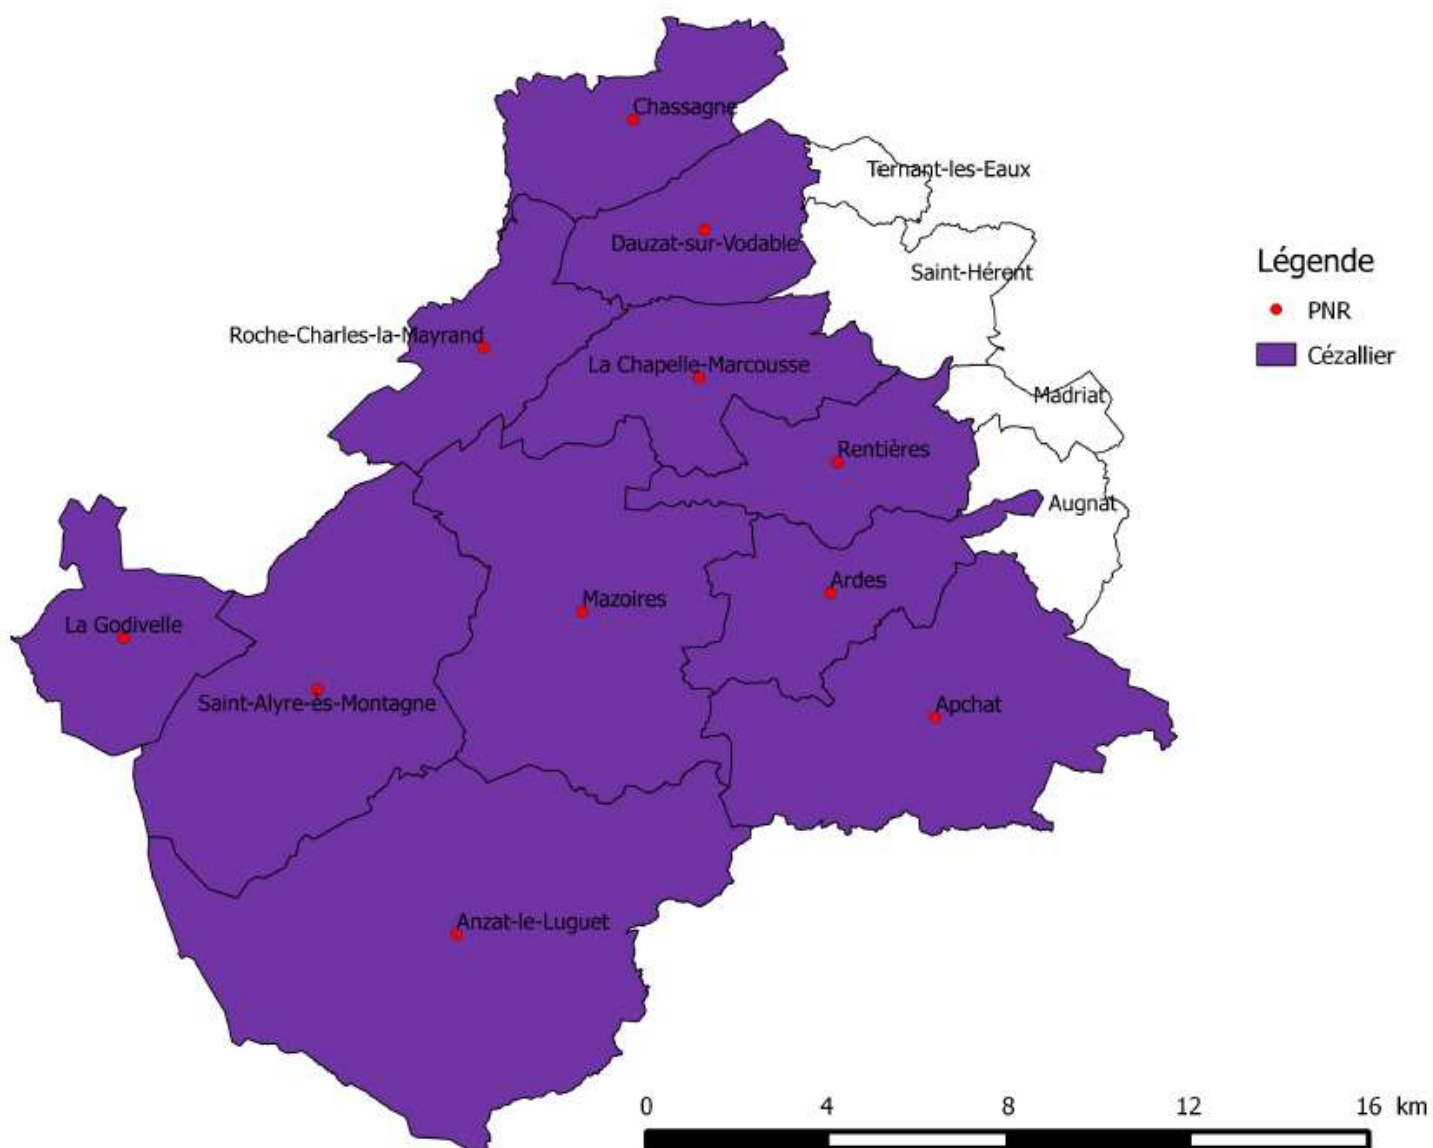 Chassagne
Ternant-les-Eaux
Dauzat-sur-Vodable
Saint-Hérent
Légende
PNR
Roche-Charles-la-Mayrand
Cézallier
La Chapelle-Marcousse
Madriat
Rentières
Augnat
Ardes
Mazoires
La Godivelle
Saint-Alyre-ès-Montagne
Apchat
Anzat-le-Luguet
0 4 8 12 16 km